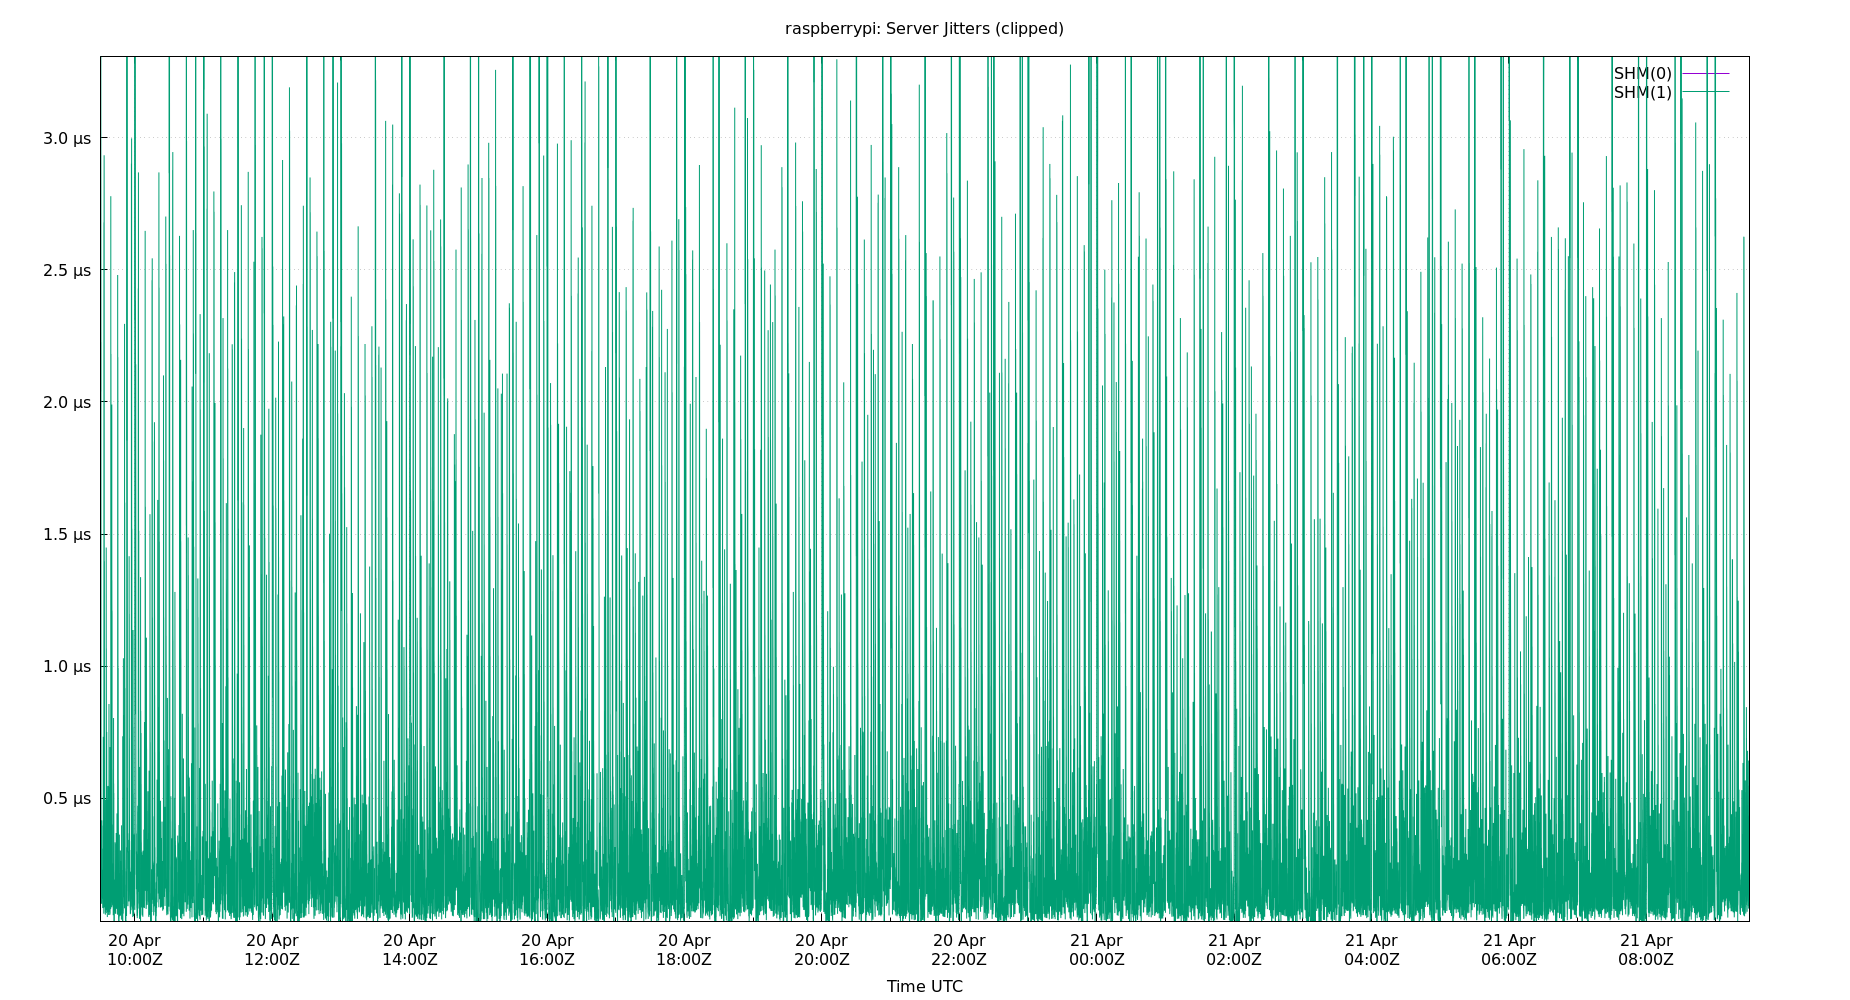 raspberrypi: Server Jitters (clipped)
SHM(0)
SHM(1)
3.0 µs
2.5 µs
2.0 µs
1.5 µs
1.0 µs
0.5 µs
20 Apr 20 Apr 20 Apr 20 Apr 20 Apr 20 Apr 20 Apr 21 Apr 21 Apr 21 Apr 21 Apr 21 Apr
10:00Z 12:00Z 14:00Z 16:00Z 18:00Z 20:00Z 22:00Z 00:00Z 02:00Z 04:00Z 06:00Z 08:00Z
Time UTC